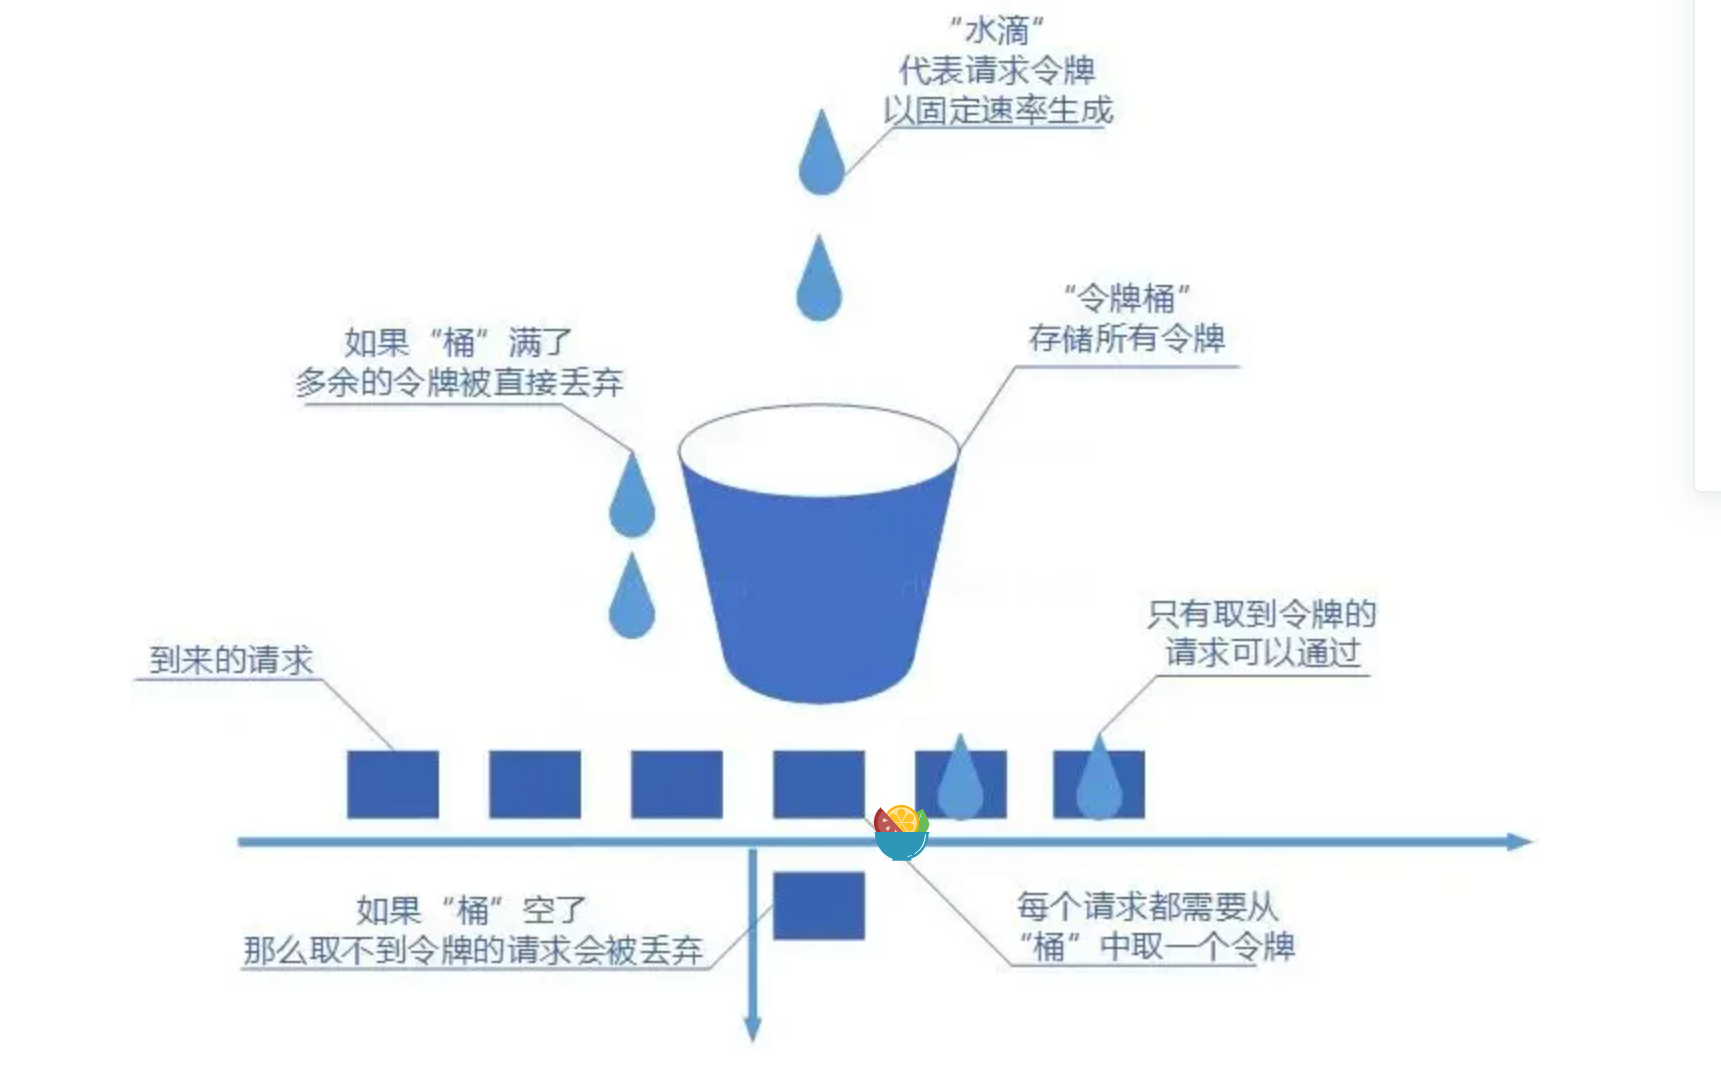 “水滴”
代表请求令牌
以固定速率生成
“令牌桶”
存储所有令牌
如果“桶”满了
多余的令牌被直接丢弃
只有取到令牌的
请求可以通过
到来的请求
如果“桶”空了
那么取不到令牌的请求会被丢弃
每个请求都需要从
“桶”中取一个令牌